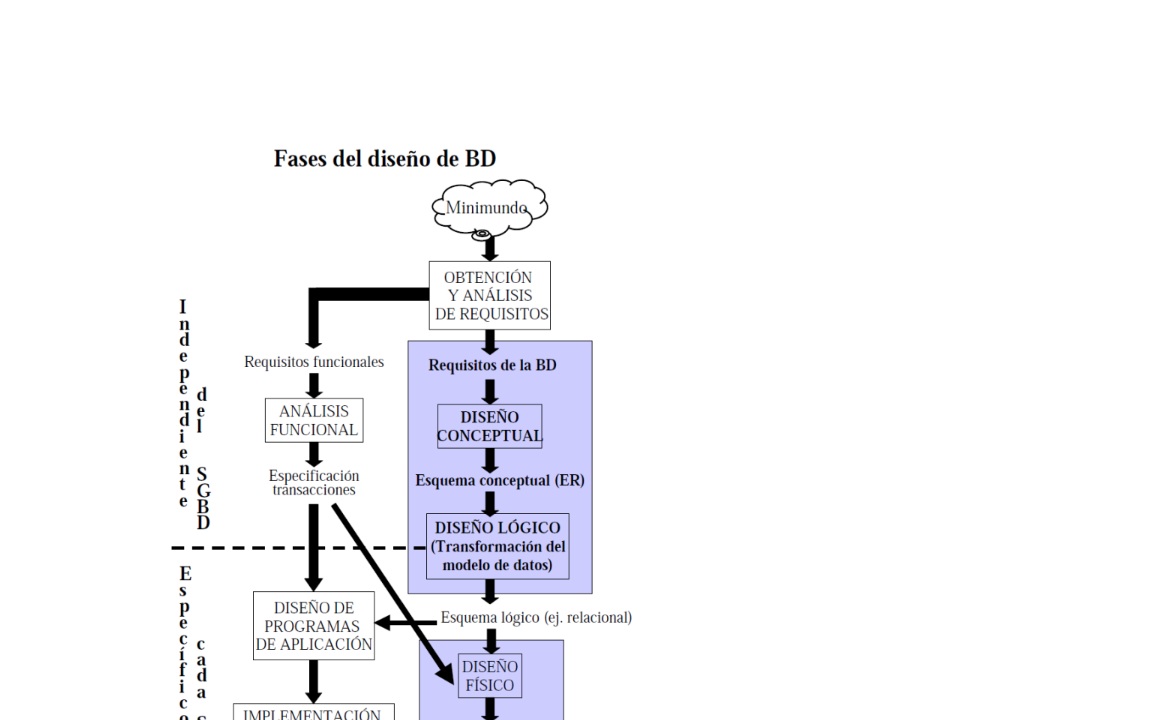 Fases del diseño de BD
Minimundo
OBTENCIÓN
Y ANÁLISIS
DE REQUISITOS
Independiente
del SGBD
Requisitos funcionales
Requisitos de la BD
ANÁLISIS
FUNCIONAL
DISEÑO
CONCEPTUAL
Especificación
transacciones
Esquema conceptual (ER)
DISEÑO LÓGICO
(Transformación del
modelo de datos)
Específico
cada
DISEÑO DE
PROGRAMAS
DE APLICACIÓN
Esquema lógico (ej. relacional)
DISEÑO
FÍSICO
IMPLEMENTACIÓN